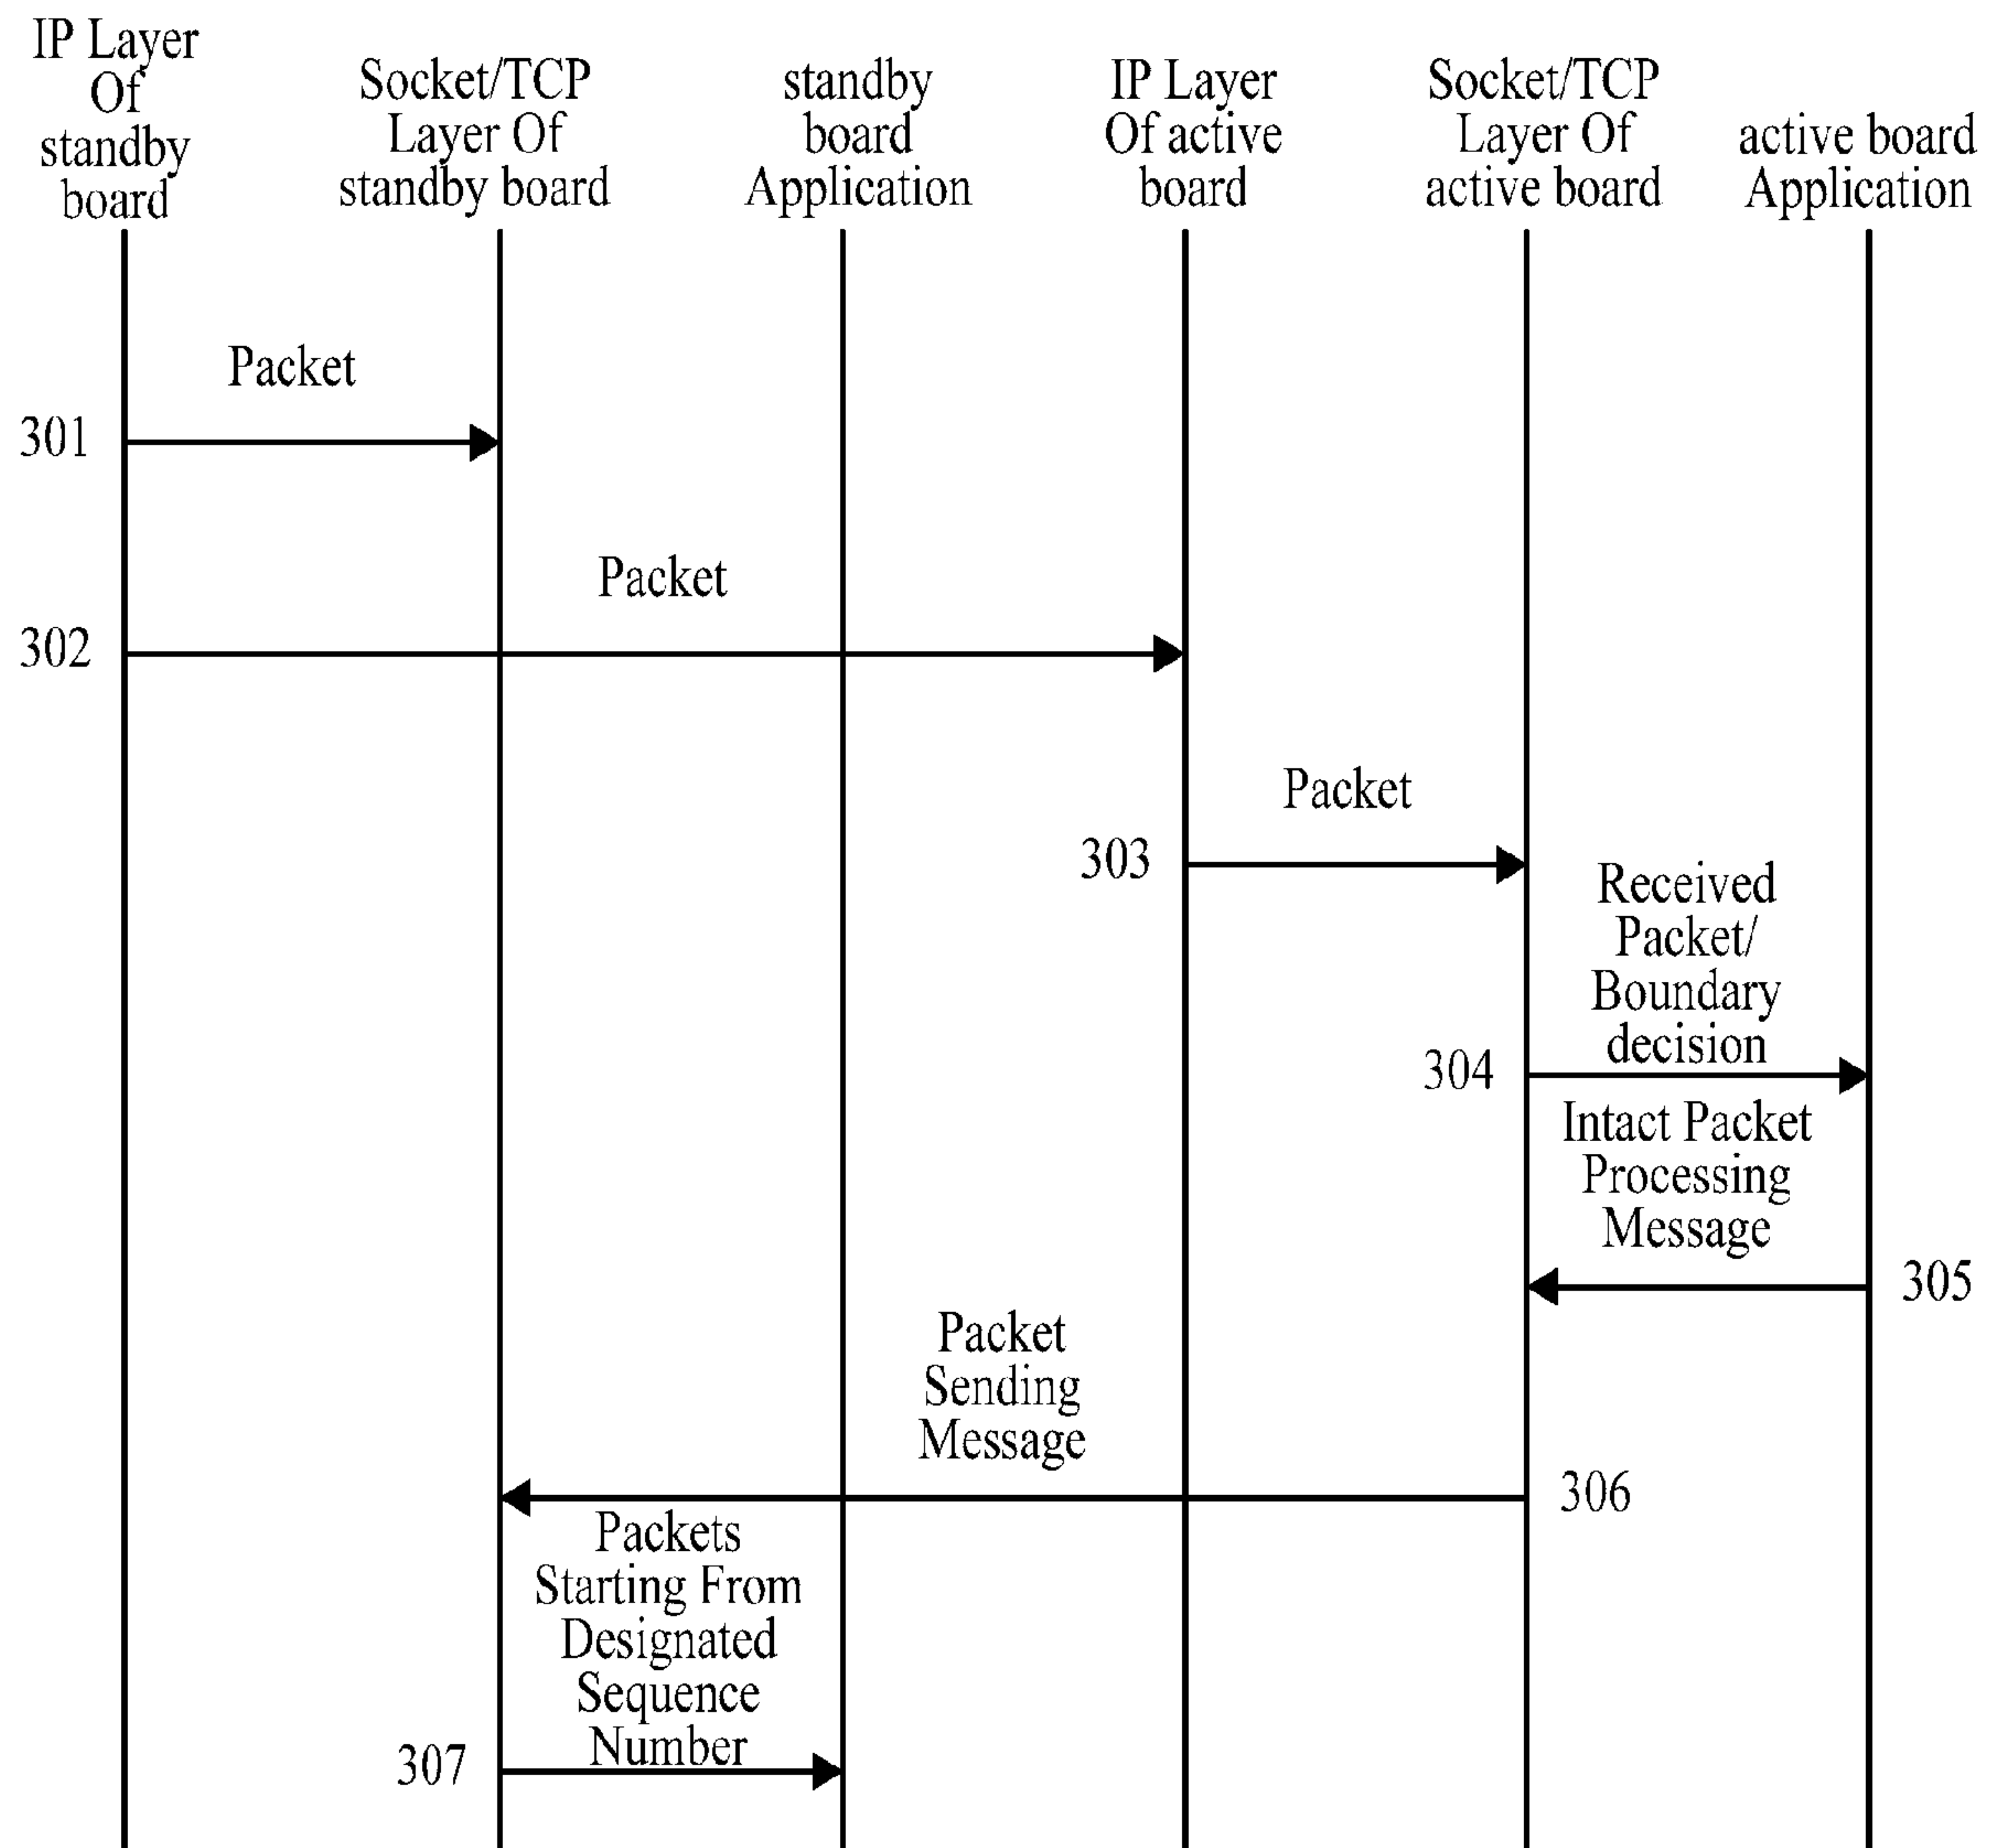 IP Layer
Of
standby
board
Socket/TCP
Layer Of
standby board
standby
board
Application
IP Layer
Of active
board
Socket/TCP
Layer Of
active board
active board
Application
Packet
301
Packet
302
Packet
303
Received
Packet/
Boundary
decision
304
Intact Packet
Processing
Message
305
Packet
Sending
Message
306
Packets
Starting From
Designated
Sequence
Number
307